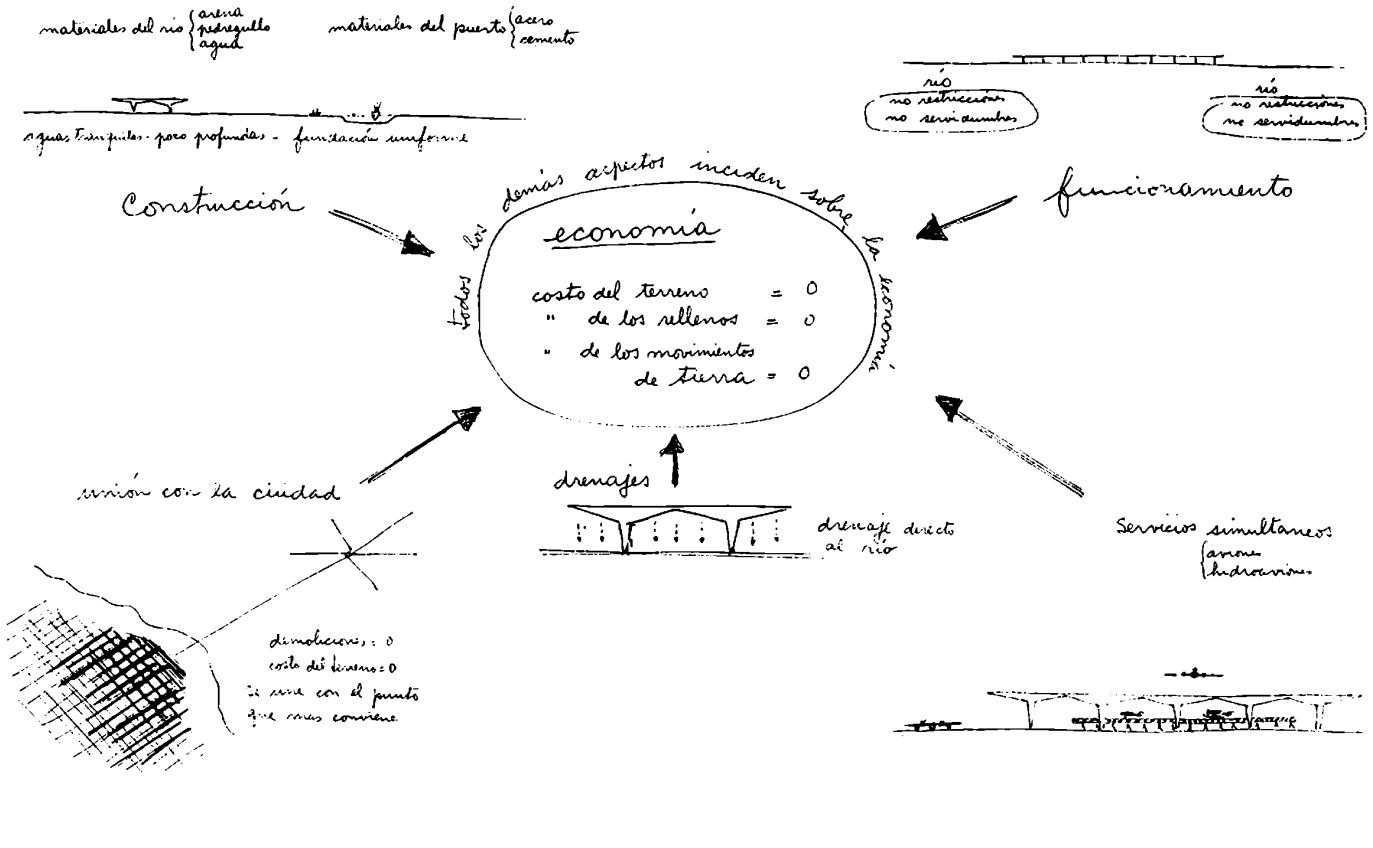 materiales del río { arena
pedregullo
agua
materiales del puerto { acero
cemento
aguas tranquilas - poco profundas - fundación uniforme
río
no restricciones
no servidumbres
río
no restricciones
no servidumbres
Construcción
funcionamiento
todos los demás aspectos inciden sobre la economía
economía
costo del terreno = 0
" de los rellenos = 0
" de los movimientos
de tierra = 0
unión con la ciudad
drenajes
drenaje directo
al río
Servicios simultaneos
{ aviones
hidroaviones
demoliciones: 0
costo del terreno = 0
se une con el punto
que mas conviene